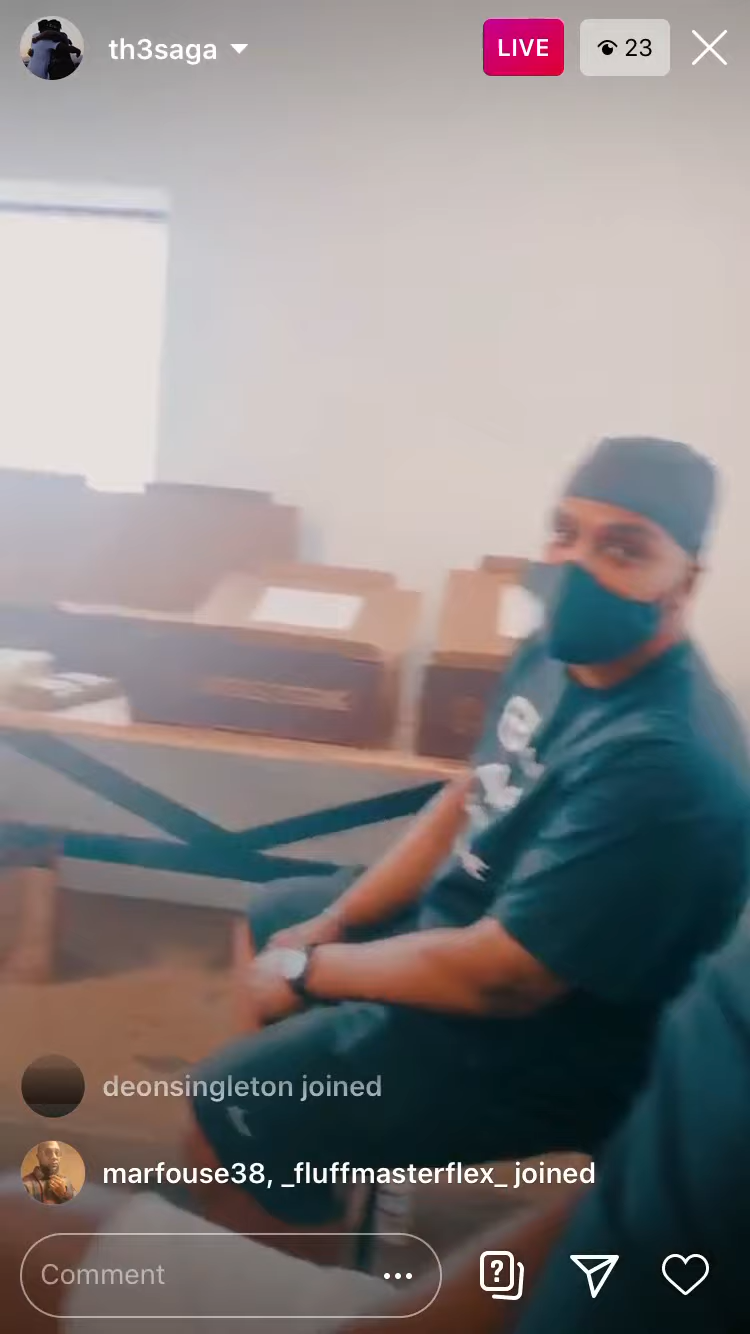 th3saga
LIVE
23
deonsingleton joined
marfouse38, _fluffmasterflex_ joined
Comment